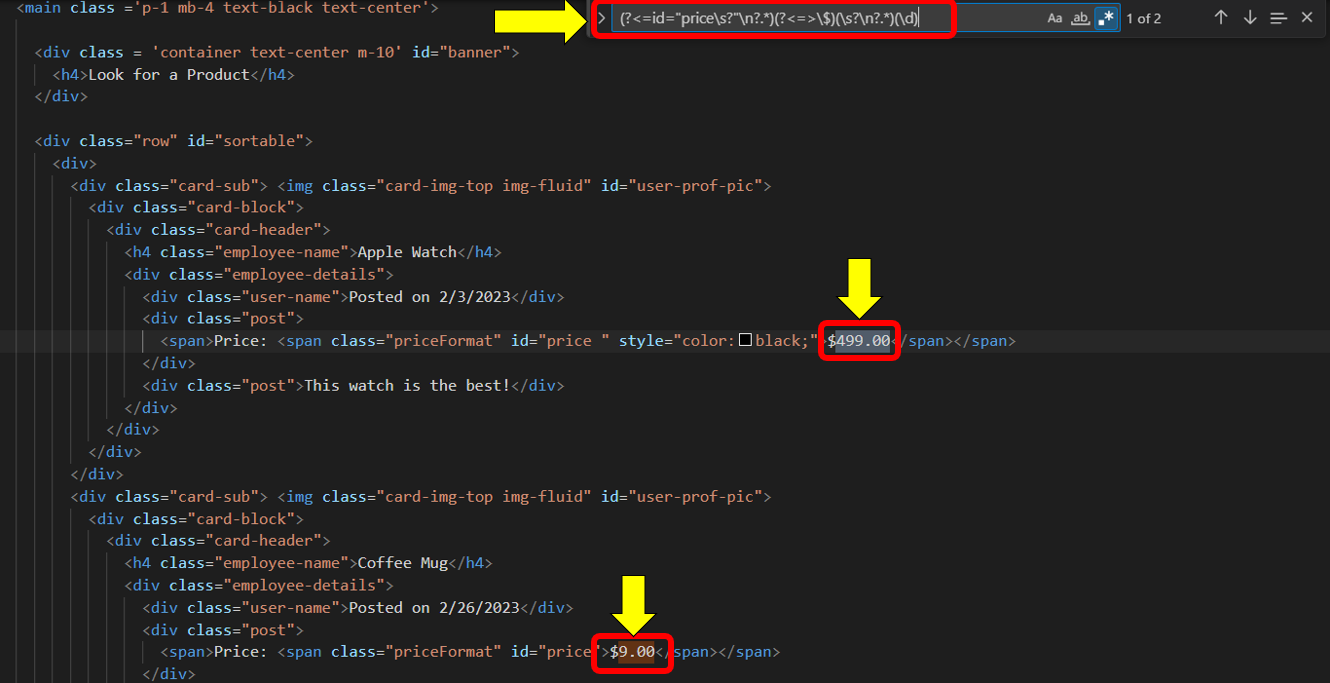 <main class ='p-1 mb-4 text-black text-center'>
(?<=id="price\s?"\n?.*)(?<=>\$)(\s?\n?.*)(\d)
Aa ab .* 1 of 2
<div class = 'container text-center m-10' id="banner">
<h4>Look for a Product</h4>
</div>
<div class="row" id="sortable">
<div>
<div class="card-sub"> <img class="card-img-top img-fluid" id="user-prof-pic">
<div class="card-block">
<div class="card-header">
<h4 class="employee-name">Apple Watch</h4>
<div class="employee-details">
<div class="user-name">Posted on 2/3/2023</div>
<div class="post">
<span>Price: <span class="priceFormat" id="price " style="color:black;">$499.00</span></span>
</div>
<div class="post">This watch is the best!</div>
</div>
</div>
</div>
</div>
<div class="card-sub"> <img class="card-img-top img-fluid" id="user-prof-pic">
<div class="card-block">
<div class="card-header">
<h4 class="employee-name">Coffee Mug</h4>
<div class="employee-details">
<div class="user-name">Posted on 2/26/2023</div>
<div class="post">
<span>Price: <span class="priceFormat" id="price">$9.00</span></span>
</div>